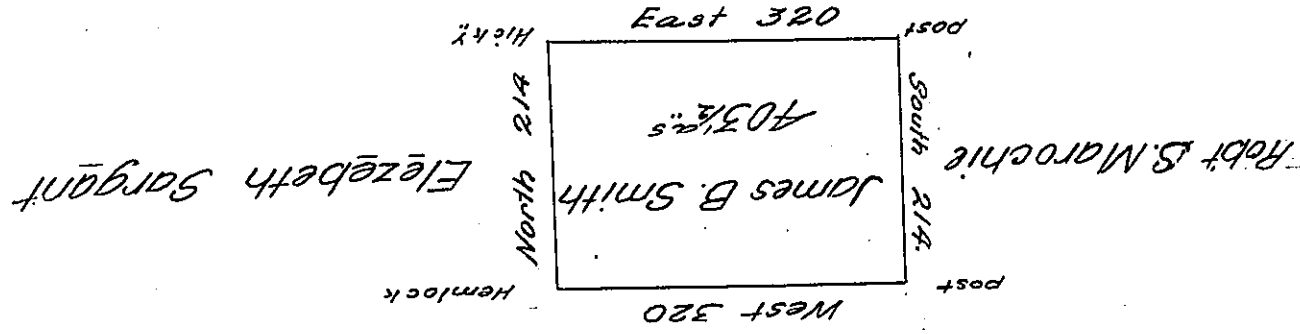 West 320
post
Hemlock
Robt S. Marochie
South 214.
James B. Smith
403½ a.s
North 214
Elezebeth Sargant
post
Hick.y
East 320